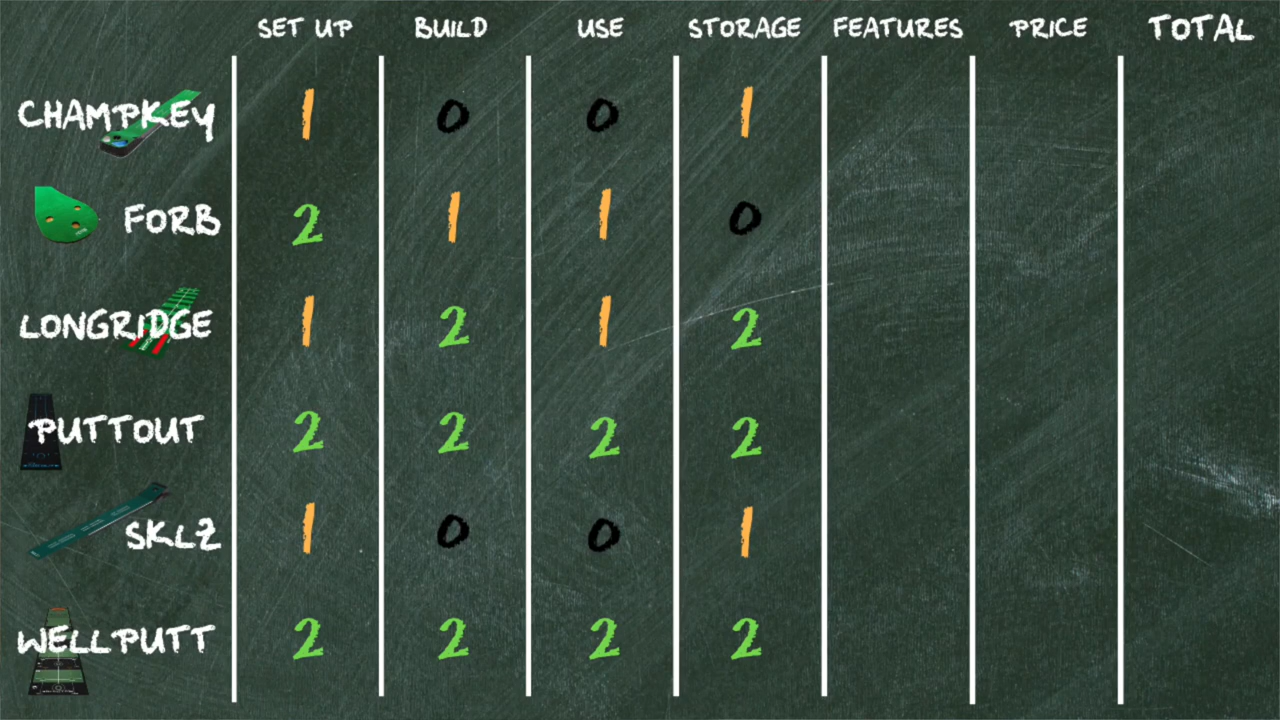 SET UP BUILD USE STORAGE FEATURES PRICE TOTAL
CHAMPKEY 1 0 0 1
FORB 2 1 1 0
LONGRIDGE 1 2 1 2
PUTTOUT 2 2 2 2
SKLZ 1 0 0 1
WELLPUTT 2 2 2 2